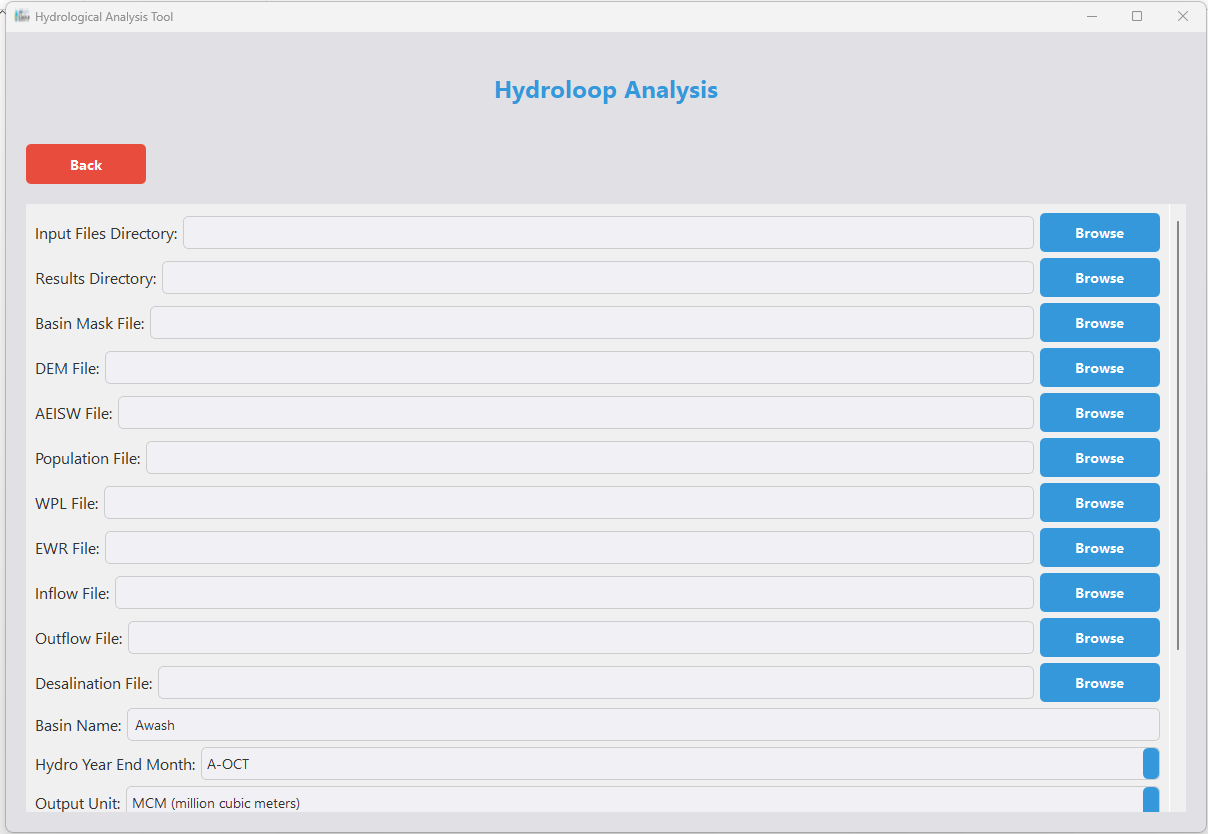 Hydrological Analysis Tool
Hydroloop Analysis
Back
Input Files Directory: Browse
Results Directory: Browse
Basin Mask File: Browse
DEM File: Browse
AEISW File: Browse
Population File: Browse
WPL File: Browse
EWR File: Browse
Inflow File: Browse
Outflow File: Browse
Desalination File: Browse
Basin Name: Awash
Hydro Year End Month: A-OCT
Output Unit: MCM (million cubic meters)